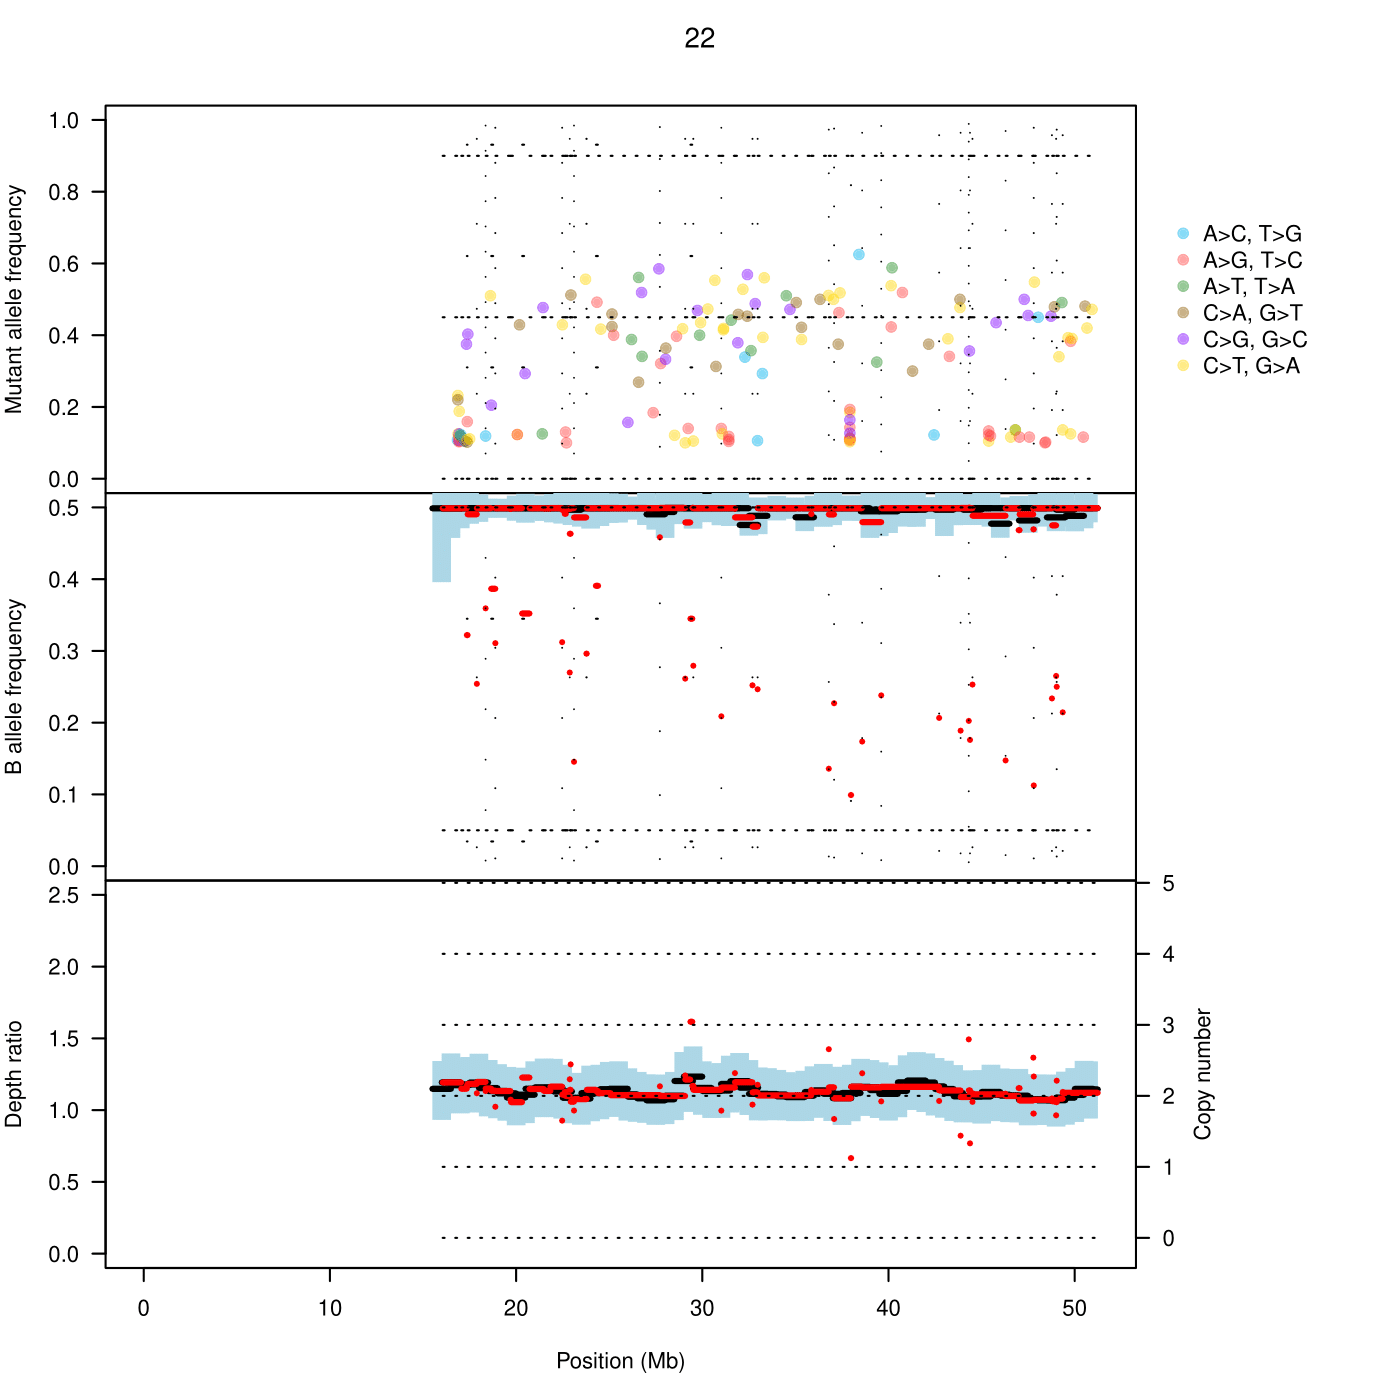 22
Mutant allele frequency
1.0
0.8
0.6
0.4
0.2
0.0
A>C, T>G
A>G, T>C
A>T, T>A
C>A, G>T
C>G, G>C
C>T, G>A
B allele frequency
0.5
0.4
0.3
0.2
0.1
0.0
Depth ratio
2.5
2.0
1.5
1.0
0.5
0.0
5
4
3
2
1
0
Copy number
0 10 20 30 40 50
Position (Mb)